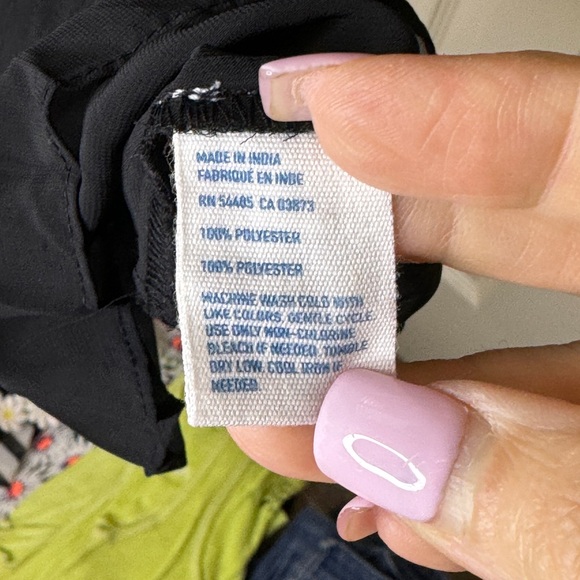 MADE IN INDIA
FABRIQUÉ EN INDE
RN 54485 CA 03873
100% POLYESTER
100% POLYESTER
MACHINE WASH COLD WITH
LIKE COLORS, GENTLE CYCLE.
USE ONLY NON-CHLORINE
BLEACH IF NEEDED. TUMBLE
DRY LOW. COOL IRON IF
NEEDED.